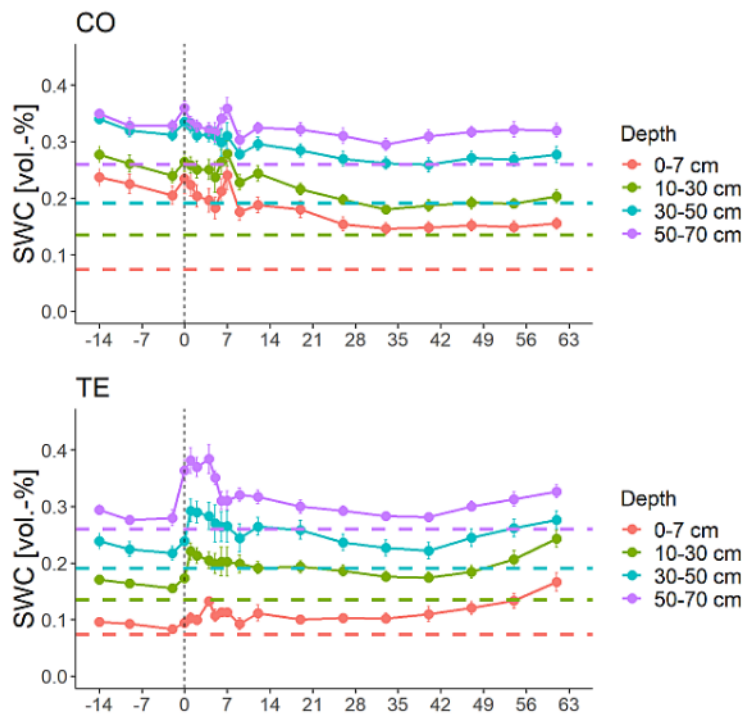 CO
SWC [vol.-%]
0.4
0.3
0.2
0.1
0.0
-14 -7 0 7 14 21 28 35 42 49 56 63
Depth
0-7 cm
10-30 cm
30-50 cm
50-70 cm
TE
SWC [vol.-%]
0.4
0.3
0.2
0.1
0.0
-14 -7 0 7 14 21 28 35 42 49 56 63
Depth
0-7 cm
10-30 cm
30-50 cm
50-70 cm